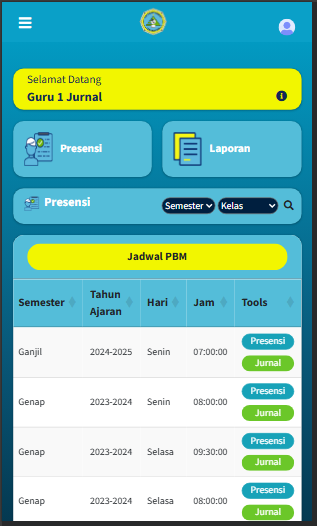 Selamat Datang
Guru 1 Jurnal
Presensi
Laporan
Presensi Semester Kelas
Jadwal PBM
Semester Tahun Ajaran Hari Jam Tools
Ganjil 2024-2025 Senin 07:00:00 Presensi
Jurnal
Genap 2023-2024 Senin 08:00:00 Presensi
Jurnal
Genap 2023-2024 Selasa 09:30:00 Presensi
Jurnal
Genap 2023-2024 Selasa 08:00:00 Presensi
Jurnal